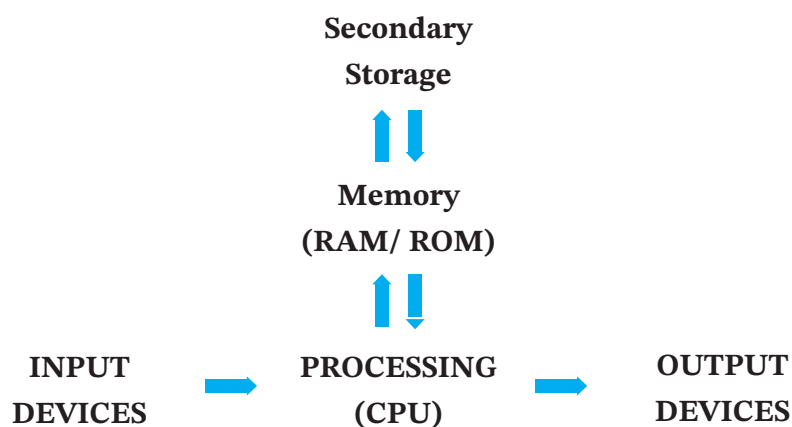 Secondary
Storage
Memory
(RAM/ ROM)
INPUT
DEVICES
PROCESSING
(CPU)
OUTPUT
DEVICES